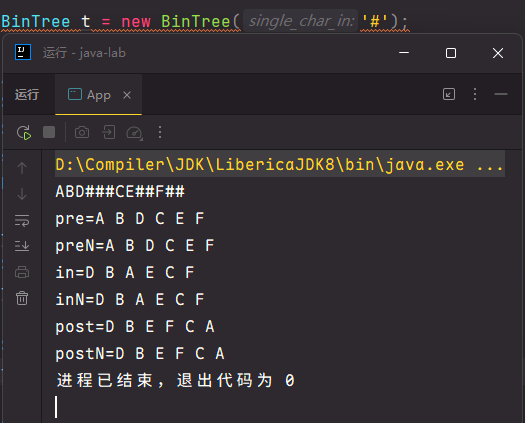 BinTree t = new BinTree( single_char_in: '#');
运行 - java-lab
运行 App
D:\Compiler\JDK\LibericaJDK8\bin\java.exe ...
ABD###CE##F##
pre=A B D C E F
preN=A B D C E F
in=D B A E C F
inN=D B A E C F
post=D B E F C A
postN=D B E F C A
进程已结束，退出代码为 0